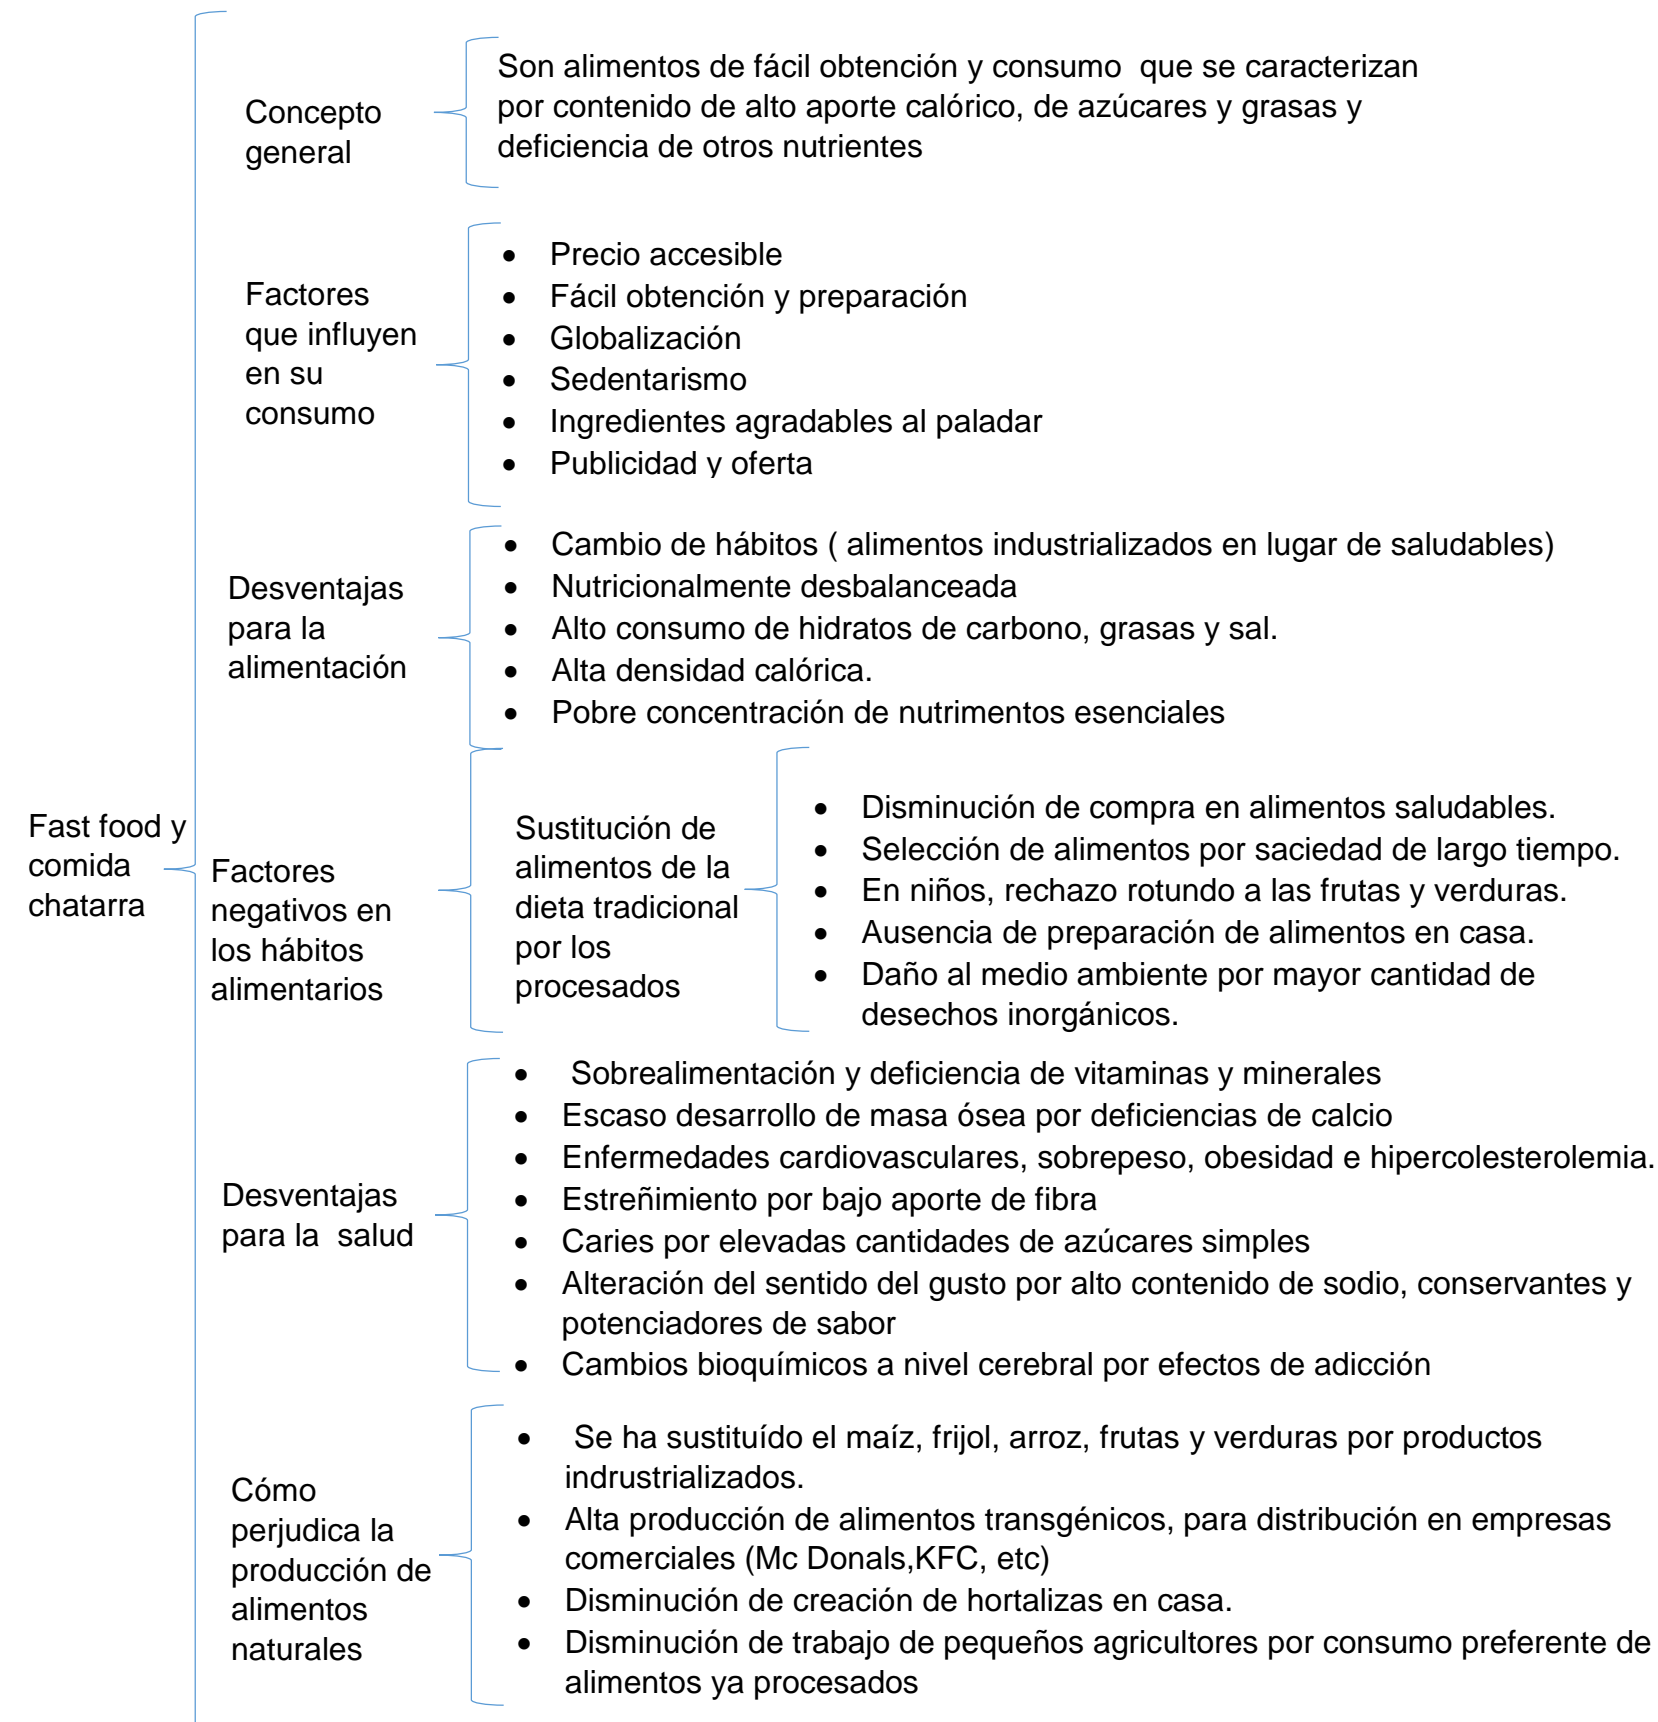 Fast food y
comida
chatarra
Concepto
general
Son alimentos de fácil obtención y consumo  que se caracterizan
por contenido de alto aporte calórico, de azúcares y grasas y
deficiencia de otros nutrientes
Factores
que influyen
en su
consumo
• Precio accesible
• Fácil obtención y preparación
• Globalización
• Sedentarismo
• Ingredientes agradables al paladar
• Publicidad y oferta
Desventajas
para la
alimentación
• Cambio de hábitos ( alimentos industrializados en lugar de saludables)
• Nutricionalmente desbalanceada
• Alto consumo de hidratos de carbono, grasas y sal.
• Alta densidad calórica.
• Pobre concentración de nutrimentos esenciales
Factores
negativos en
los hábitos
alimentarios
Sustitución de
alimentos de la
dieta tradicional
por los
procesados
• Disminución de compra en alimentos saludables.
• Selección de alimentos por saciedad de largo tiempo.
• En niños, rechazo rotundo a las frutas y verduras.
• Ausencia de preparación de alimentos en casa.
• Daño al medio ambiente por mayor cantidad de
desechos inorgánicos.
Desventajas
para la  salud
• Sobrealimentación y deficiencia de vitaminas y minerales
• Escaso desarrollo de masa ósea por deficiencias de calcio
• Enfermedades cardiovasculares, sobrepeso, obesidad e hipercolesterolemia.
• Estreñimiento por bajo aporte de fibra
• Caries por elevadas cantidades de azúcares simples
• Alteración del sentido del gusto por alto contenido de sodio, conservantes y
potenciadores de sabor
• Cambios bioquímicos a nivel cerebral por efectos de adicción
Cómo
perjudica la
producción de
alimentos
naturales
• Se ha sustituído el maíz, frijol, arroz, frutas y verduras por productos
indrustrializados.
• Alta producción de alimentos transgénicos, para distribución en empresas
comerciales (Mc Donals,KFC, etc)
• Disminución de creación de hortalizas en casa.
• Disminución de trabajo de pequeños agricultores por consumo preferente de
alimentos ya procesados